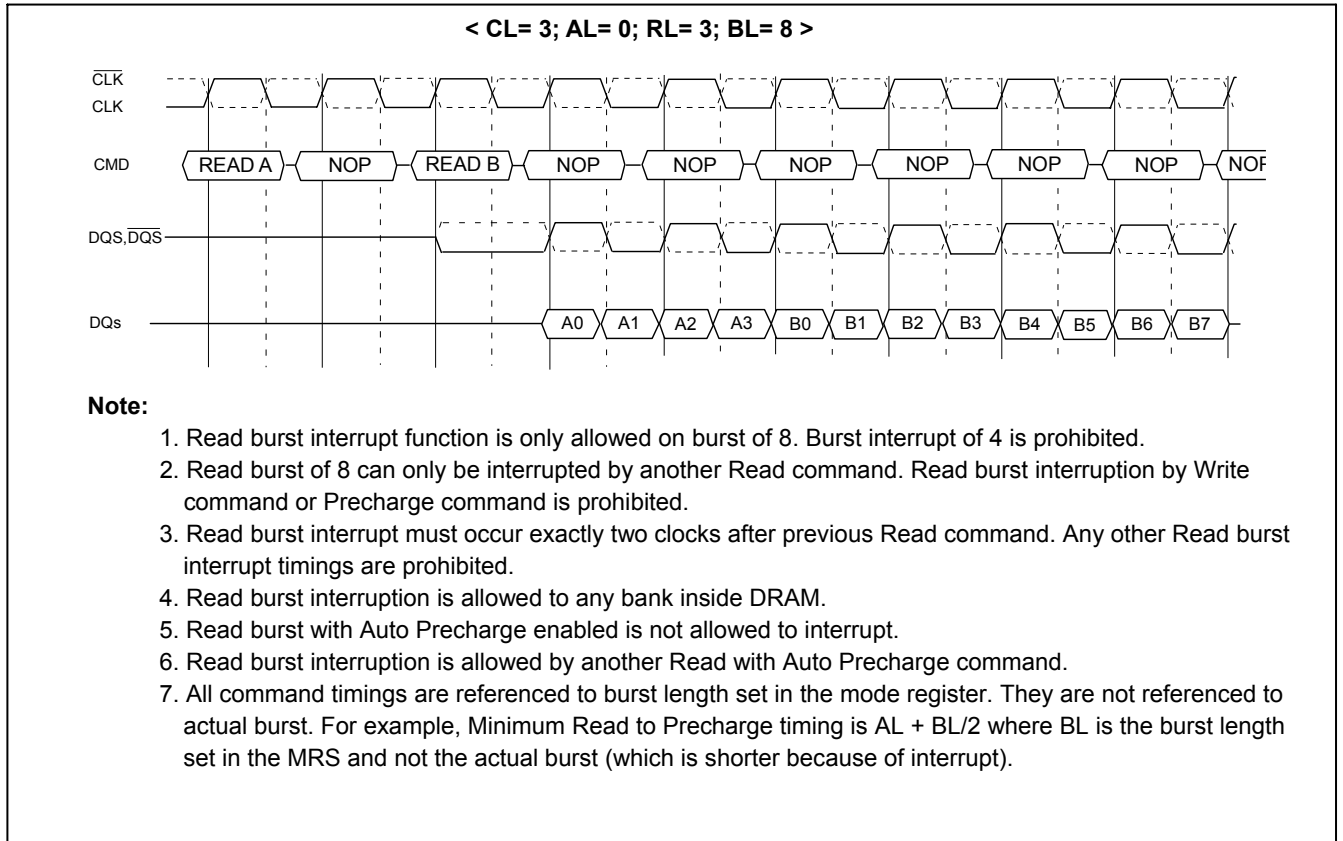 < CL= 3; AL= 0; RL= 3; BL= 8 >
CLK
CLK
CMD READ A NOP READ B NOP NOP NOP NOP NOP NOP NOP
DQS,DQS
DQs A0 A1 A2 A3 B0 B1 B2 B3 B4 B5 B6 B7
Note:
1. Read burst interrupt function is only allowed on burst of 8. Burst interrupt of 4 is prohibited.
2. Read burst of 8 can only be interrupted by another Read command. Read burst interruption by Write
command or Precharge command is prohibited.
3. Read burst interrupt must occur exactly two clocks after previous Read command. Any other Read burst
interrupt timings are prohibited.
4. Read burst interruption is allowed to any bank inside DRAM.
5. Read burst with Auto Precharge enabled is not allowed to interrupt.
6. Read burst interruption is allowed by another Read with Auto Precharge command.
7. All command timings are referenced to burst length set in the mode register. They are not referenced to
actual burst. For example, Minimum Read to Precharge timing is AL + BL/2 where BL is the burst length
set in the MRS and not the actual burst (which is shorter because of interrupt).